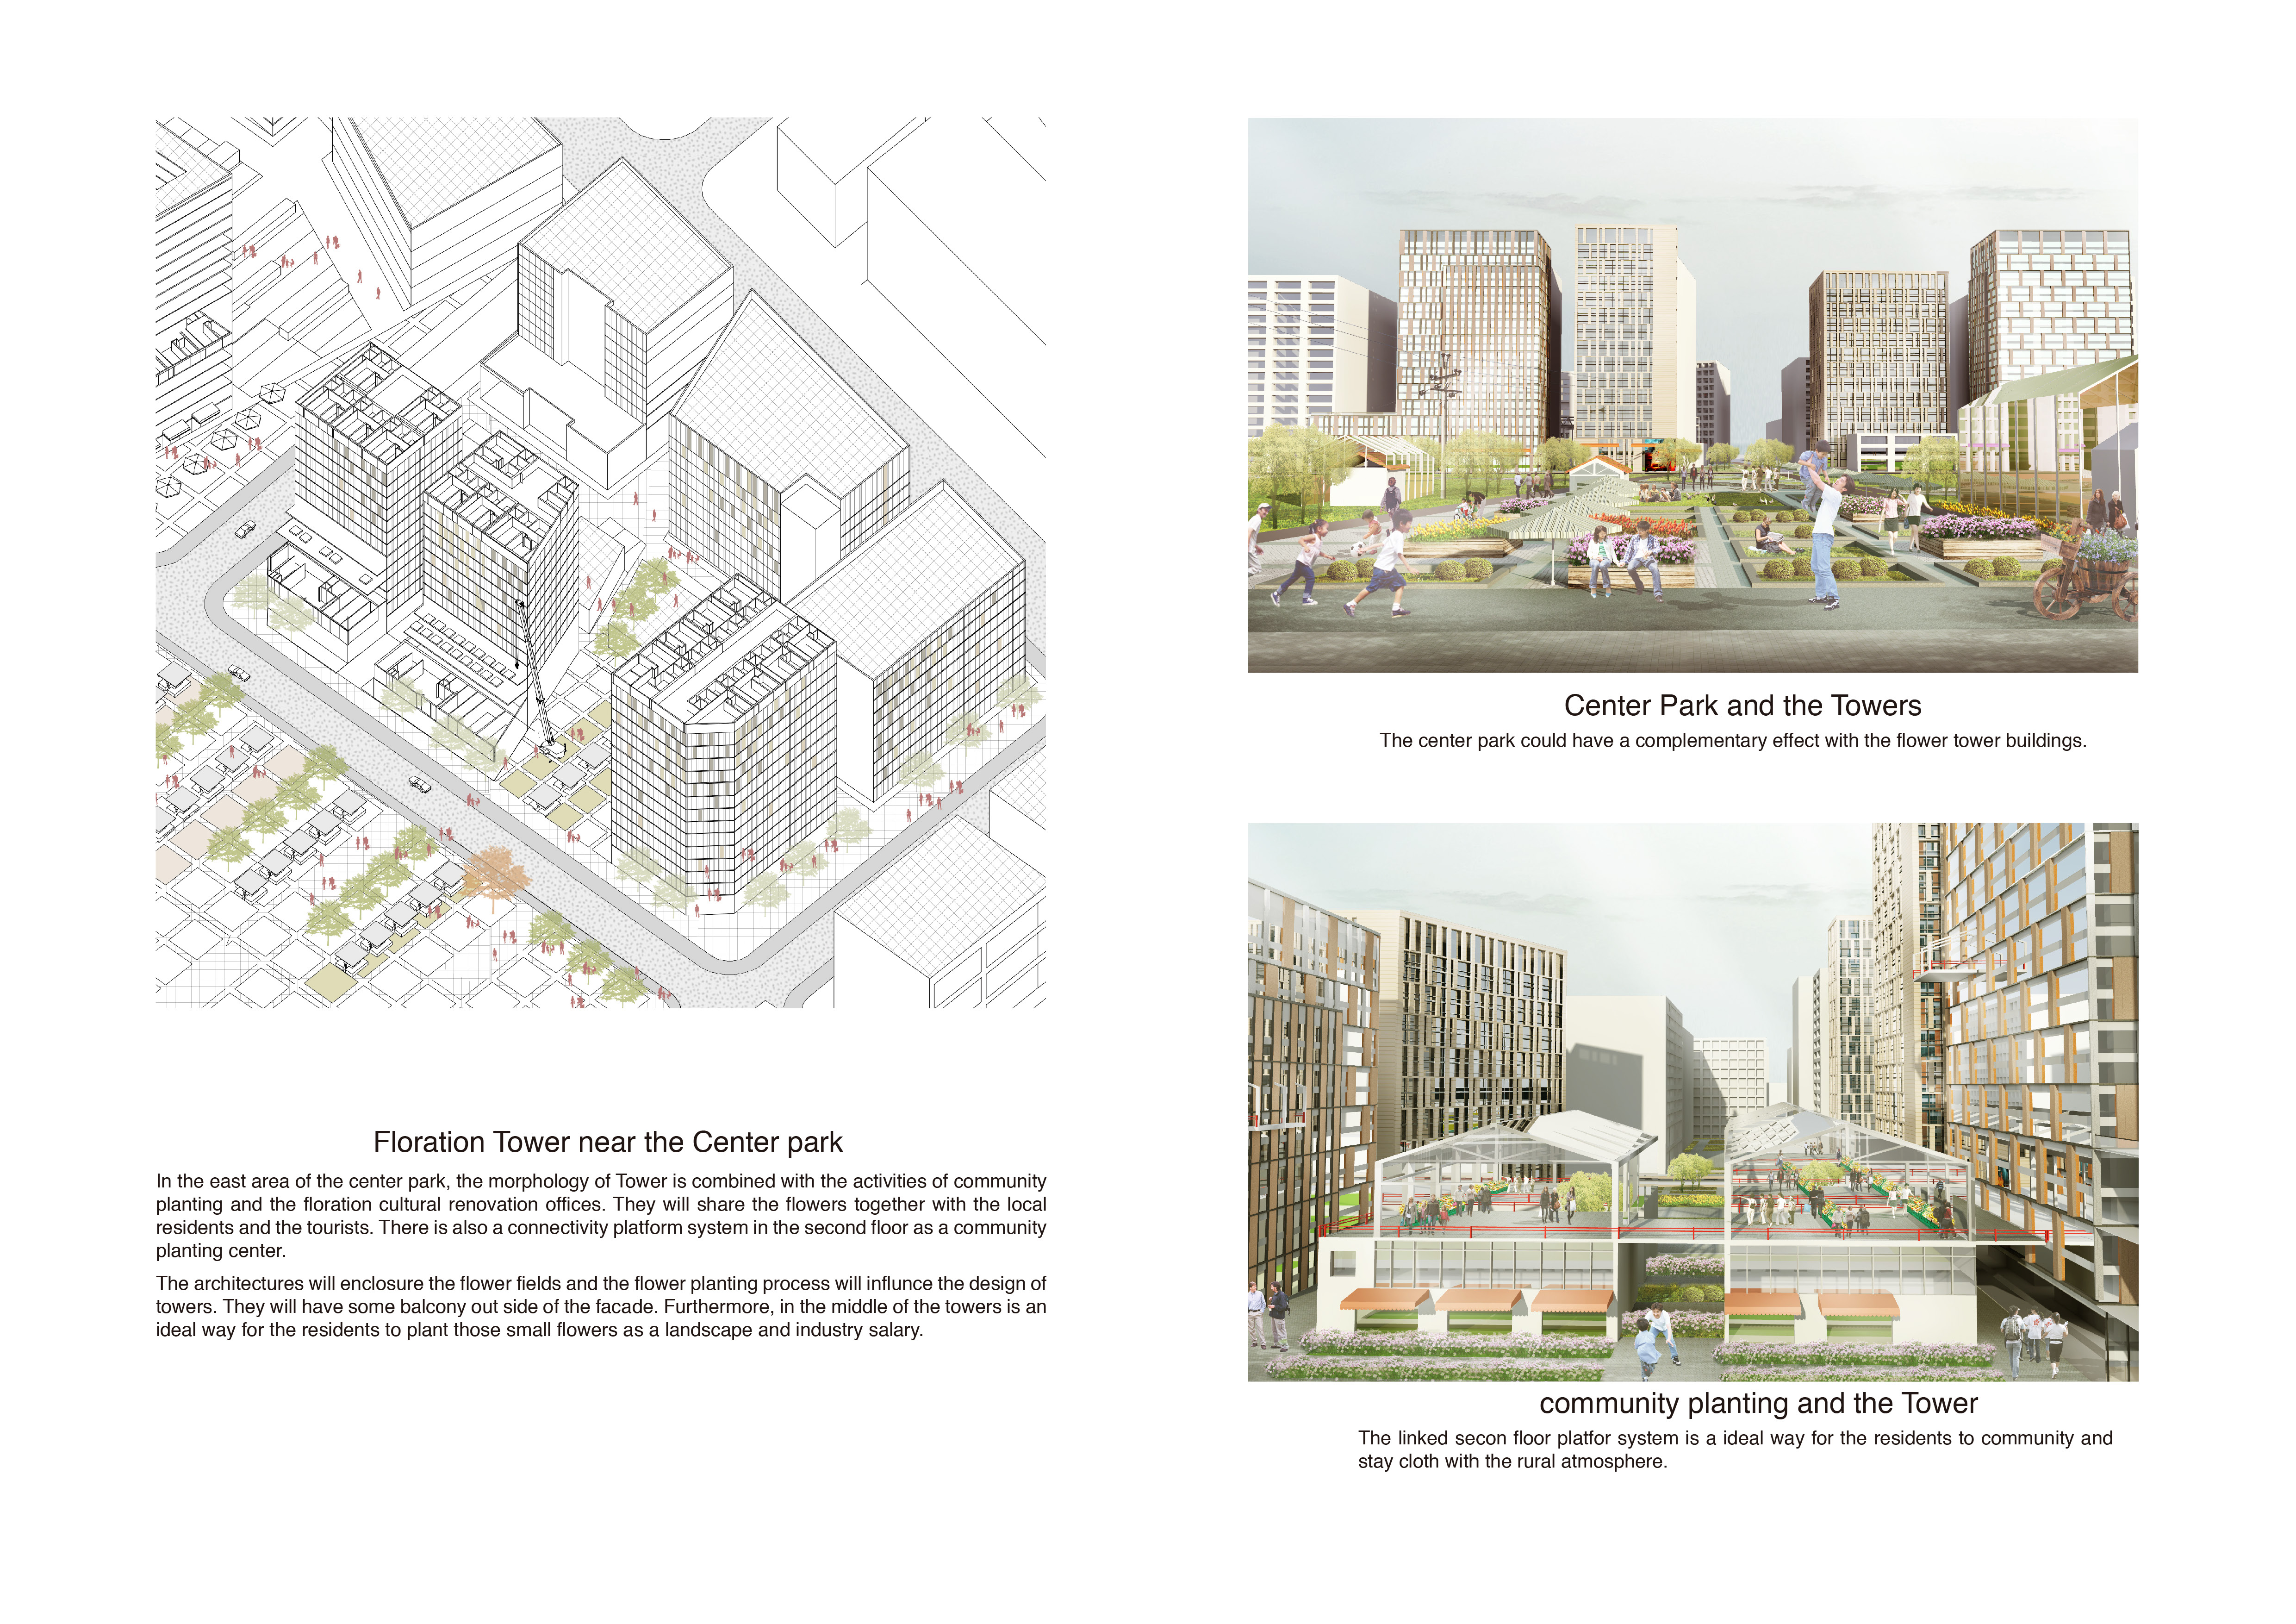 Floration Tower near the Center park
In the east area of the center park, the morphology of Tower is combined with the activities of community
planting and the floration cultural renovation offices. They will share the flowers together with the local
residents and the tourists. There is also a connectivity platform system in the second floor as a community
planting center.
The architectures will enclosure the flower fields and the flower planting process will influnce the design of
towers. They will have some balcony out side of the facade. Furthermore, in the middle of the towers is an
ideal way for the residents to plant those small flowers as a landscape and industry salary.
Center Park and the Towers
The center park could have a complementary effect with the flower tower buildings.
community planting and the Tower
The linked secon floor platfor system is a ideal way for the residents to community and
stay cloth with the rural atmosphere.